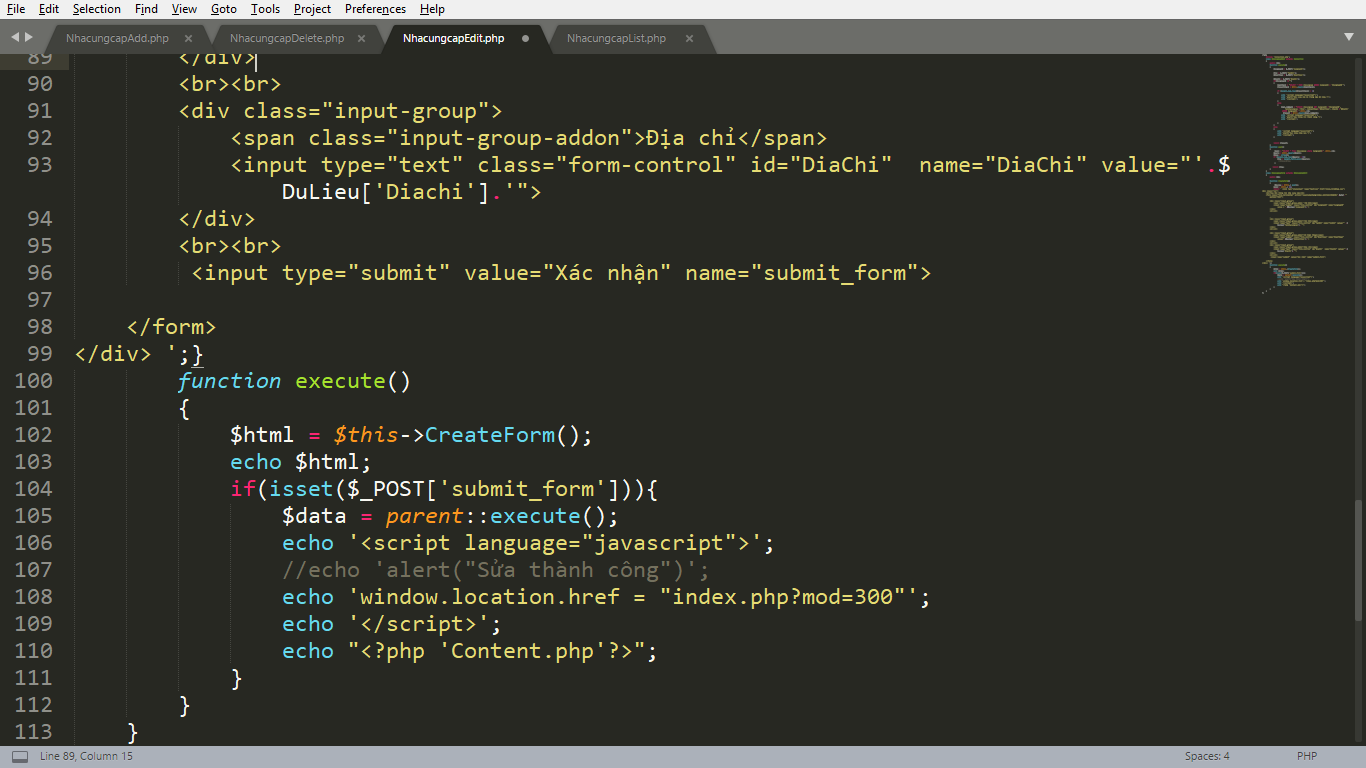 File Edit Selection Find View Goto Tools Project Preferences Help
NhacungcapAdd.php × NhacungcapDelete.php × NhacungcapEdit.php NhacungcapList.php ×
89 </div>
90 <br><br>
91 <div class="input-group">
92 <span class="input-group-addon">Địa chỉ</span>
93 <input type="text" class="form-control" id="DiaChi"  name="DiaChi" value="'.$
DuLieu['Diachi'].'">
94 </div>
95 <br><br>
96 <input type="submit" value="Xác nhận" name="submit_form">
97
98 </form>
99 </div> ';}
100 function execute()
101 {
102 $html = $this->CreateForm();
103 echo $html;
104 if(isset($_POST['submit_form'])){
105 $data = parent::execute();
106 echo '<script language="javascript">';
107 //echo 'alert("Sửa thành công")';
108 echo 'window.location.href = "index.php?mod=300"';
109 echo '</script>';
110 echo "<?php 'Content.php'?>";
111 }
112 }
113 }
Line 89, Column 15 Spaces: 4 PHP